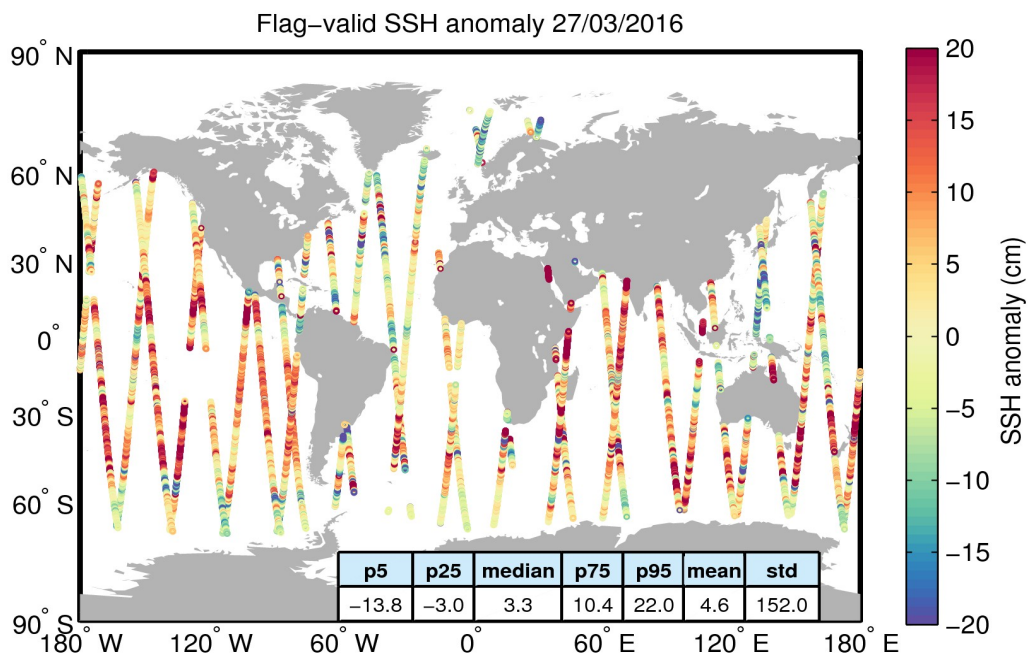 Flag−valid SSH anomaly 27/03/2016
90° N
60° N
30° N
0°
30° S
60° S
90° S
180° W
120° W
60° W
0°
60° E
120° E
180° E
p5 p25 median p75 p95 mean std
−13.8 −3.0 3.3 10.4 22.0 4.6 152.0
20
15
10
5
0
−5
−10
−15
−20
SSH anomaly (cm)